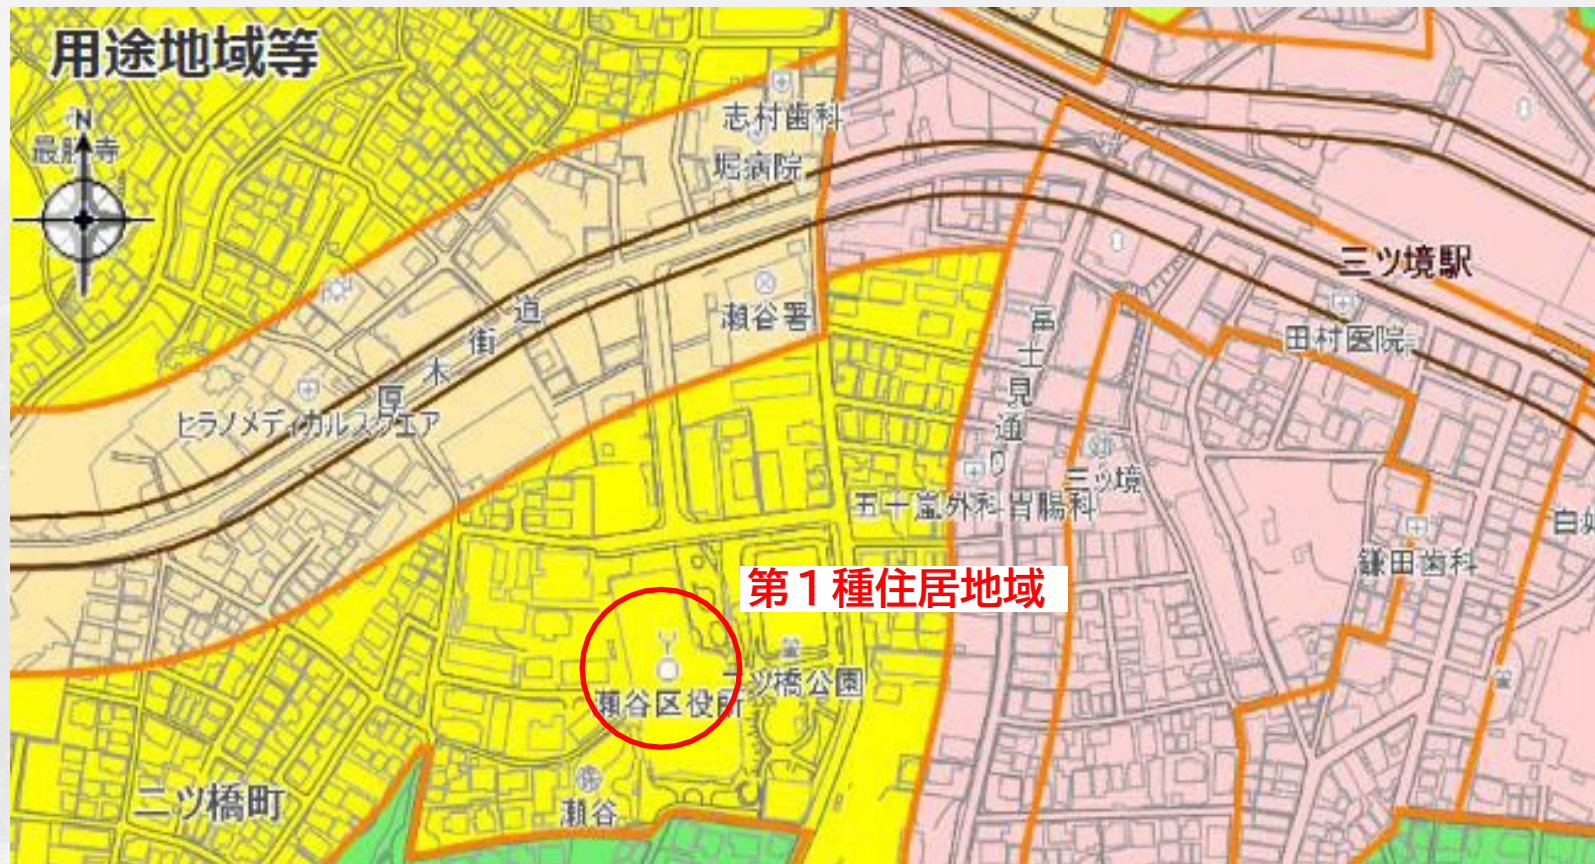 用途地域等
N
志村歯科
堀病院
三ツ境駅
瀬谷署
厚木街道
富士見通り
田村医院
ヒラノメディカルスクエア
三ツ境
五十嵐外科胃腸科
鎌田歯科
第1種住居地域
瀬谷区役所
二ツ橋公園
二ツ橋町
瀬谷